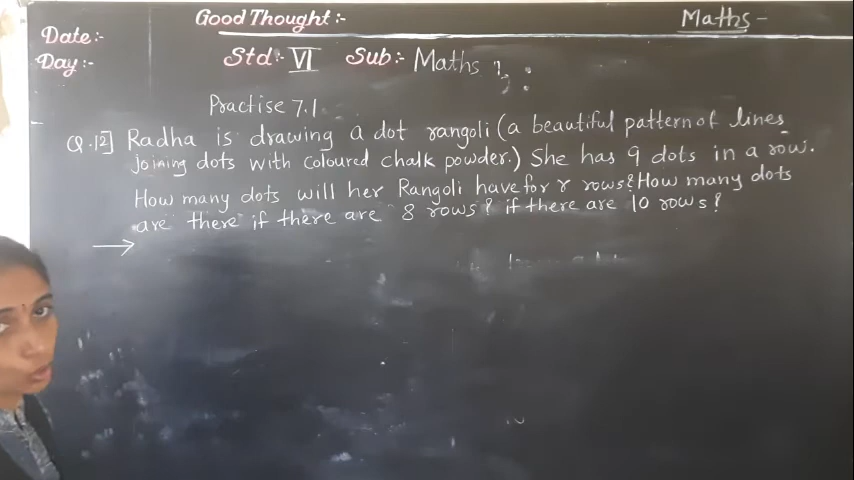 Good Thought :-
Maths -
Date:-
Day:-
Std:- VI Sub:- Maths
Practise 7.1
Q.12] Radha is drawing a dot rangoli (a beautiful pattern of lines
joining dots with coloured chalk powder.) She has 9 dots in a row.
How many dots will her Rangoli have for r rows? How many dots
are there if there are 8 rows? if there are 10 rows?